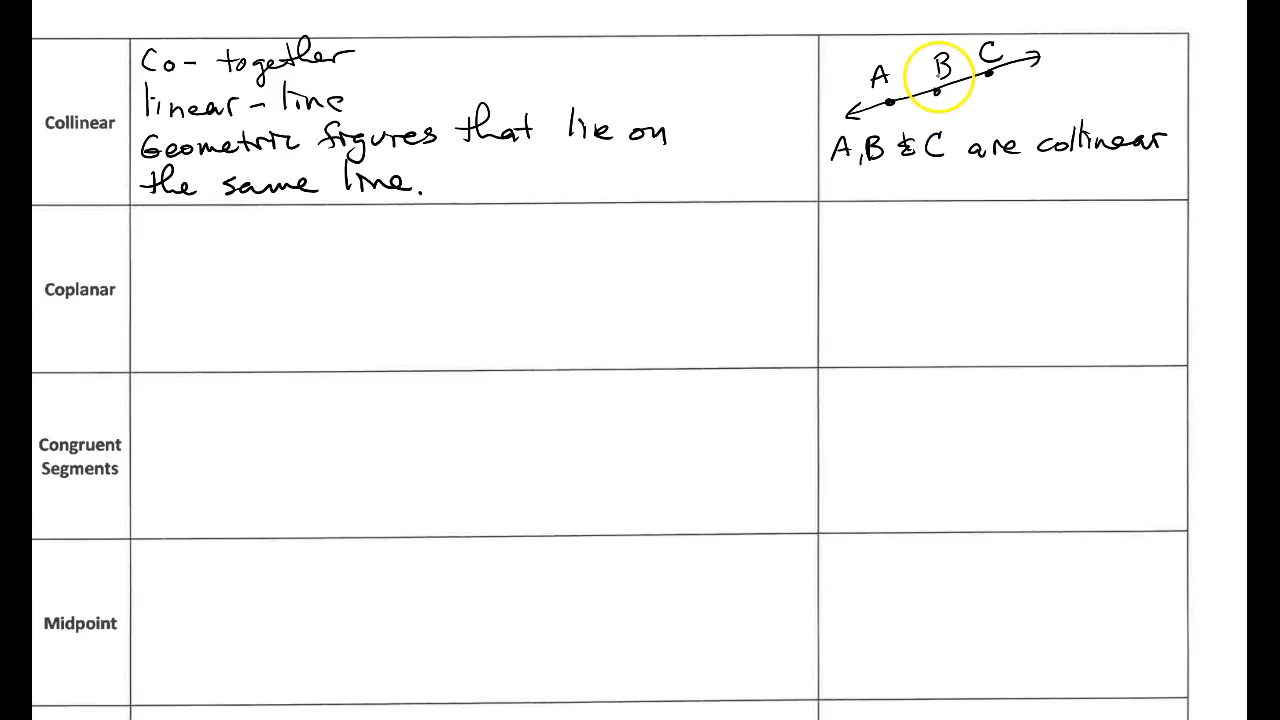 Collinear
Co - together
linear - line
Geometric figures that lie on
the same line.
A B C
A, B & C are collinear
Coplanar
Congruent
Segments
Midpoint